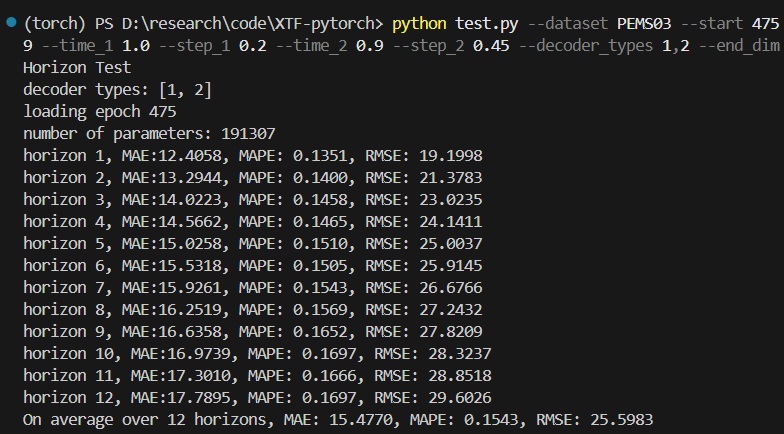 (torch) PS D:\research\code\XTF-pytorch> python test.py --dataset PEMS03 --start 475
9 --time_1 1.0 --step_1 0.2 --time_2 0.9 --step_2 0.45 --decoder_types 1,2 --end_dim
Horizon Test
decoder types: [1, 2]
loading epoch 475
number of parameters: 191307
horizon 1, MAE:12.4058, MAPE: 0.1351, RMSE: 19.1998
horizon 2, MAE:13.2944, MAPE: 0.1400, RMSE: 21.3783
horizon 3, MAE:14.0223, MAPE: 0.1458, RMSE: 23.0235
horizon 4, MAE:14.5662, MAPE: 0.1465, RMSE: 24.1411
horizon 5, MAE:15.0258, MAPE: 0.1510, RMSE: 25.0037
horizon 6, MAE:15.5318, MAPE: 0.1505, RMSE: 25.9145
horizon 7, MAE:15.9261, MAPE: 0.1543, RMSE: 26.6766
horizon 8, MAE:16.2519, MAPE: 0.1569, RMSE: 27.2432
horizon 9, MAE:16.6358, MAPE: 0.1652, RMSE: 27.8209
horizon 10, MAE:16.9739, MAPE: 0.1697, RMSE: 28.3237
horizon 11, MAE:17.3010, MAPE: 0.1666, RMSE: 28.8518
horizon 12, MAE:17.7895, MAPE: 0.1697, RMSE: 29.6026
On average over 12 horizons, MAE: 15.4770, MAPE: 0.1543, RMSE: 25.5983